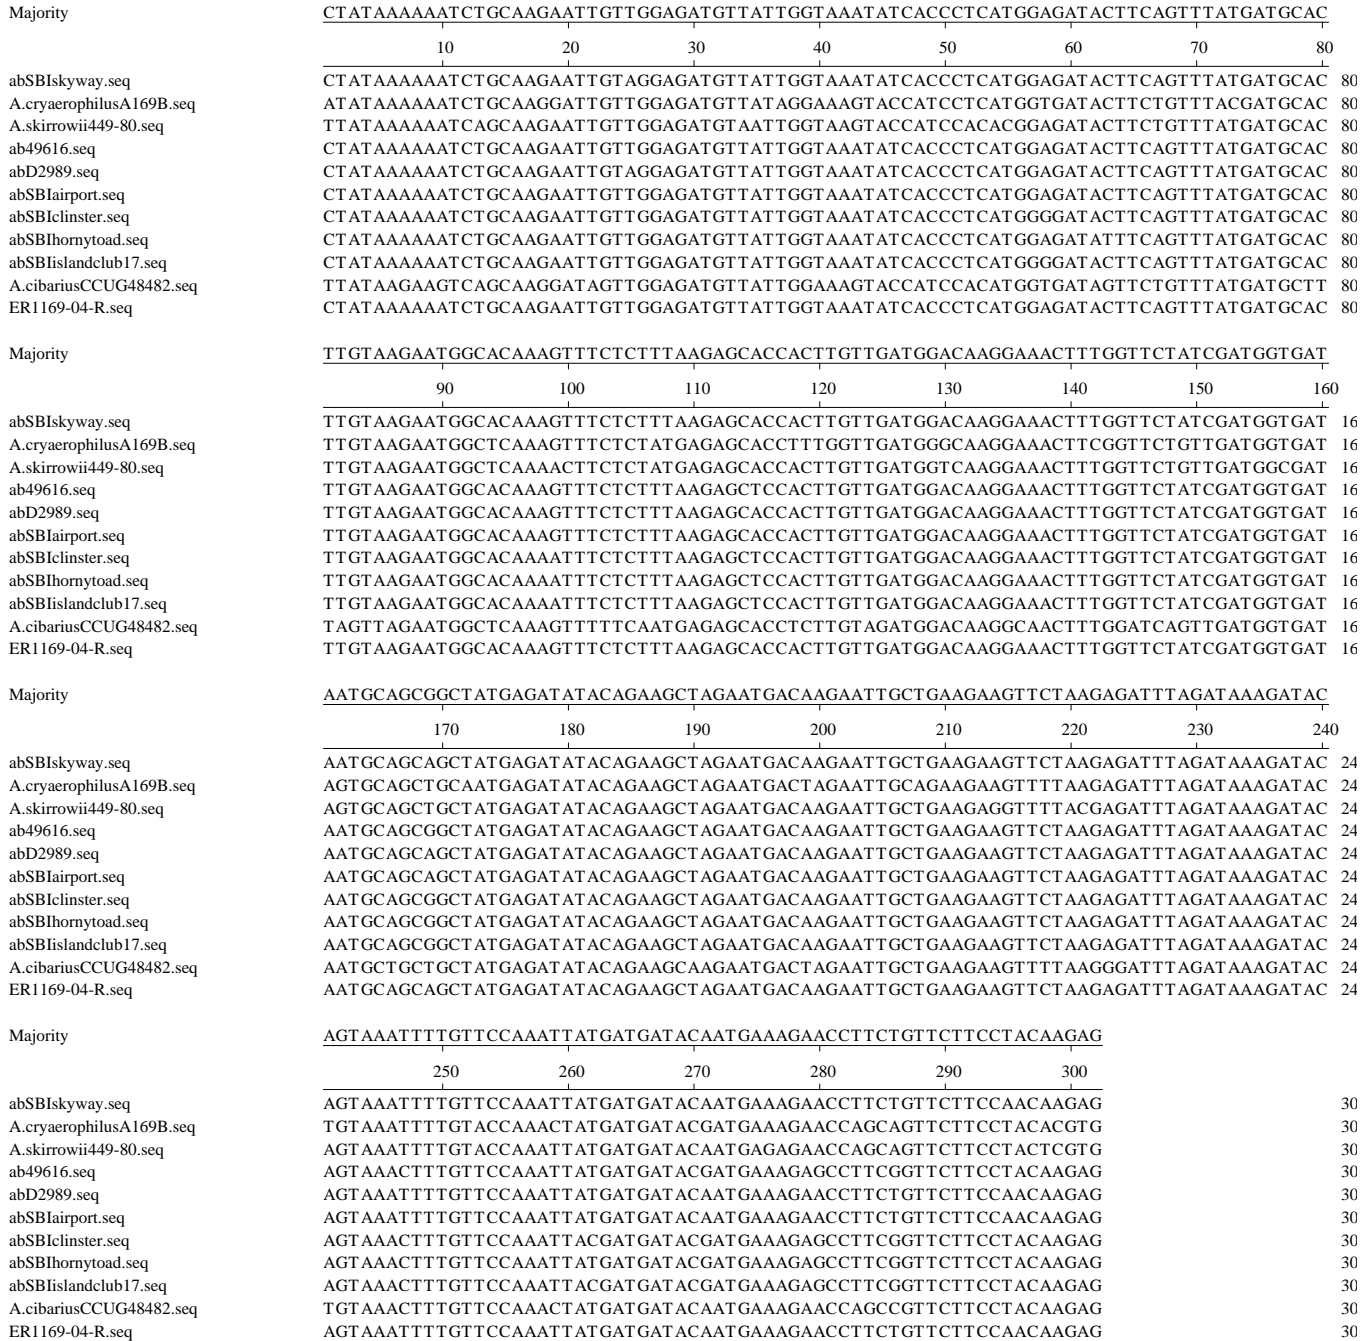 Majority CTATAAAAAATCTGCAAGAATTGTTGGAGATGTTATTGGTAAATATCACCCTCATGGAGATACTTCAGTTTATGATGCAC
10 20 30 40 50 60 70 80
abSBIskyway.seq CTATAAAAAATCTGCAAGAATTGTAGGAGATGTTATTGGTAAATATCACCCTCATGGAGATACTTCAGTTTATGATGCAC 80
A.cryaerophilusA169B.seq ATATAAAAAATCTGCAAGGATTGTTGGAGATGTTATAGGAAAGTACCATCCTCATGGTGATACTTCTGTTTACGATGCAC 80
A.skirrowii449-80.seq TTATAAAAAATCAGCAAGAATTGTTGGAGATGTAATTGGTAAGTACCATCCACACGGAGATACTTCTGTTTATGATGCAC 80
ab49616.seq CTATAAAAAATCTGCAAGAATTGTTGGAGATGTTATTGGTAAATATCACCCTCATGGAGATACTTCAGTTTATGATGCAC 80
abD2989.seq CTATAAAAAATCTGCAAGAATTGTAGGAGATGTTATTGGTAAATATCACCCTCATGGAGATACTTCAGTTTATGATGCAC 80
abSBIairport.seq CTATAAAAAATCTGCAAGAATTGTTGGAGATGTTATTGGTAAATATCACCCTCATGGAGATACTTCAGTTTATGATGCAC 80
abSBIclinster.seq CTATAAAAAATCTGCAAGAATTGTTGGAGATGTTATTGGTAAATATCACCCTCATGGGGATACTTCAGTTTATGATGCAC 80
abSBIhornytoad.seq CTATAAAAAATCTGCAAGAATTGTTGGAGATGTTATTGGTAAATATCACCCTCATGGAGATATTTCAGTTTATGATGCAC 80
abSBIislandclub17.seq CTATAAAAAATCTGCAAGAATTGTTGGAGATGTTATTGGTAAATATCACCCTCATGGGGATACTTCAGTTTATGATGCAC 80
A.cibariusCCUG48482.seq TTATAAGAAGTCAGCAAGGATAGTTGGAGATGTTATTGGAAAGTACCATCCACATGGTGATAGTTCTGTTTATGATGCTT 80
ER1169-04-R.seq CTATAAAAAATCTGCAAGAATTGTTGGAGATGTTATTGGTAAATATCACCCTCATGGAGATACTTCAGTTTATGATGCAC 80
Majority TTGTAAGAATGGCACAAAGTTTCTCTTTAAGAGCACCACTTGTTGATGGACAAGGAAACTTTGGTTCTATCGATGGTGAT
90 100 110 120 130 140 150 160
abSBIskyway.seq TTGTAAGAATGGCACAAAGTTTCTCTTTAAGAGCACCACTTGTTGATGGACAAGGAAACTTTGGTTCTATCGATGGTGAT 16
A.cryaerophilusA169B.seq TTGTAAGAATGGCTCAAAGTTTCTCTATGAGAGCACCTTTGGTTGATGGGCAAGGAAACTTCGGTTCTGTTGATGGTGAT 16
A.skirrowii449-80.seq TTGTAAGAATGGCTCAAAACTTCTCTATGAGAGCACCACTTGTTGATGGTCAAGGAAACTTTGGTTCTGTTGATGGCGAT 16
ab49616.seq TTGTAAGAATGGCACAAAGTTTCTCTTTAAGAGCTCCACTTGTTGATGGACAAGGAAACTTTGGTTCTATCGATGGTGAT 16
abD2989.seq TTGTAAGAATGGCACAAAGTTTCTCTTTAAGAGCACCACTTGTTGATGGACAAGGAAACTTTGGTTCTATCGATGGTGAT 16
abSBIairport.seq TTGTAAGAATGGCACAAAGTTTCTCTTTAAGAGCACCACTTGTTGATGGACAAGGAAACTTTGGTTCTATCGATGGTGAT 16
abSBIclinster.seq TTGTAAGAATGGCACAAAATTTCTCTTTAAGAGCTCCACTTGTTGATGGACAAGGAAACTTTGGTTCTATCGATGGTGAT 16
abSBIhornytoad.seq TTGTAAGAATGGCACAAAATTTCTCTTTAAGAGCTCCACTTGTTGATGGACAAGGAAACTTTGGTTCTATCGATGGTGAT 16
abSBIislandclub17.seq TTGTAAGAATGGCACAAAATTTCTCTTTAAGAGCTCCACTTGTTGATGGACAAGGAAACTTTGGTTCTATCGATGGTGAT 16
A.cibariusCCUG48482.seq TAGTTAGAATGGCTCAAAGTTTTTCAATGAGAGCACCTCTTGTAGATGGACAAGGCAACTTTGGATCAGTTGATGGTGAT 16
ER1169-04-R.seq TTGTAAGAATGGCACAAAGTTTCTCTTTAAGAGCACCACTTGTTGATGGACAAGGAAACTTTGGTTCTATCGATGGTGAT 16
Majority AATGCAGCGGCTATGAGATATACAGAAGCTAGAATGACAAGAATTGCTGAAGAAGTTCTAAGAGATTTAGATAAAGATAC
170 180 190 200 210 220 230 240
abSBIskyway.seq AATGCAGCAGCTATGAGATATACAGAAGCTAGAATGACAAGAATTGCTGAAGAAGTTCTAAGAGATTTAGATAAAGATAC 24
A.cryaerophilusA169B.seq AGTGCAGCTGCAATGAGATATACAGAAGCTAGAATGACTAGAATTGCAGAAGAAGTTTTAAGAGATTTAGATAAAGATAC 24
A.skirrowii449-80.seq AGTGCAGCTGCTATGAGATATACAGAAGCTAGAATGACAAGAATTGCTGAAGAGGTTTTACGAGATTTAGATAAAGATAC 24
ab49616.seq AATGCAGCGGCTATGAGATATACAGAAGCTAGAATGACAAGAATTGCTGAAGAAGTTCTAAGAGATTTAGATAAAGATAC 24
abD2989.seq AATGCAGCAGCTATGAGATATACAGAAGCTAGAATGACAAGAATTGCTGAAGAAGTTCTAAGAGATTTAGATAAAGATAC 24
abSBIairport.seq AATGCAGCAGCTATGAGATATACAGAAGCTAGAATGACAAGAATTGCTGAAGAAGTTCTAAGAGATTTAGATAAAGATAC 24
abSBIclinster.seq AATGCAGCGGCTATGAGATATACAGAAGCTAGAATGACAAGAATTGCTGAAGAAGTTCTAAGAGATTTAGATAAAGATAC 24
abSBIhornytoad.seq AATGCAGCGGCTATGAGATATACAGAAGCTAGAATGACAAGAATTGCTGAAGAAGTTCTAAGAGATTTAGATAAAGATAC 24
abSBIislandclub17.seq AATGCAGCGGCTATGAGATATACAGAAGCTAGAATGACAAGAATTGCTGAAGAAGTTCTAAGAGATTTAGATAAAGATAC 24
A.cibariusCCUG48482.seq AATGCTGCTGCTATGAGATATACAGAAGCAAGAATGACTAGAATTGCTGAAGAAGTTTTAAGGGATTTAGATAAAGATAC 24
ER1169-04-R.seq AATGCAGCAGCTATGAGATATACAGAAGCTAGAATGACAAGAATTGCTGAAGAAGTTCTAAGAGATTTAGATAAAGATAC 24
Majority AGTAAATTTTGTTCCAAATTATGATGATACAATGAAAGAACCTTCTGTTCTTCCTACAAGAG
250 260 270 280 290 300
abSBIskyway.seq AGTAAATTTTGTTCCAAATTATGATGATACAATGAAAGAACCTTCTGTTCTTCCAACAAGAG 30
A.cryaerophilusA169B.seq TGTAAATTTTGTACCAAACTATGATGATACGATGAAAGAACCAGCAGTTCTTCCTACACGTG 30
A.skirrowii449-80.seq AGTAAATTTTGTACCAAATTATGATGATACAATGAGAGAACCAGCAGTTCTTCCTACTCGTG 30
ab49616.seq AGTAAACTTTGTTCCAAATTATGATGATACGATGAAAGAGCCTTCGGTTCTTCCTACAAGAG 30
abD2989.seq AGTAAATTTTGTTCCAAATTATGATGATACAATGAAAGAACCTTCTGTTCTTCCAACAAGAG 30
abSBIairport.seq AGTAAATTTTGTTCCAAATTATGATGATACAATGAAAGAACCTTCTGTTCTTCCAACAAGAG 30
abSBIclinster.seq AGTAAACTTTGTTCCAAATTACGATGATACGATGAAAGAGCCTTCGGTTCTTCCTACAAGAG 30
abSBIhornytoad.seq AGTAAACTTTGTTCCAAATTATGATGATACGATGAAAGAGCCTTCGGTTCTTCCTACAAGAG 30
abSBIislandclub17.seq AGTAAACTTTGTTCCAAATTACGATGATACGATGAAAGAGCCTTCGGTTCTTCCTACAAGAG 30
A.cibariusCCUG48482.seq TGTAAACTTTGTTCCAAACTATGATGATACAATGAAAGAACCAGCCGTTCTTCCTACAAGAG 30
ER1169-04-R.seq AGTAAATTTTGTTCCAAATTATGATGATACAATGAAAGAACCTTCTGTTCTTCCAACAAGAG 30